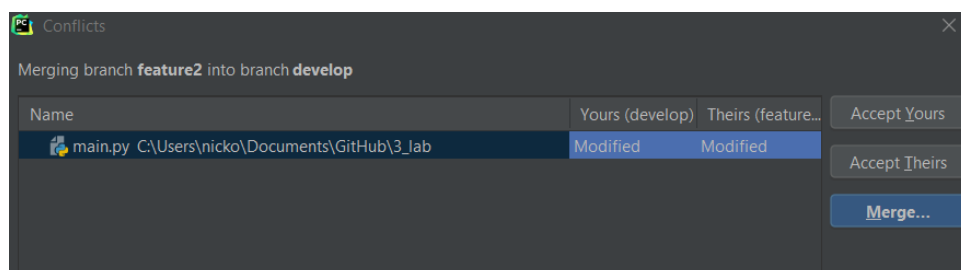 PC
Conflicts
Merging branch feature2 into branch develop
Name Yours (develop) Theirs (feature...
main.py C:\Users\nicko\Documents\GitHub\3_lab Modified Modified
Accept Yours
Accept Theirs
Merge...